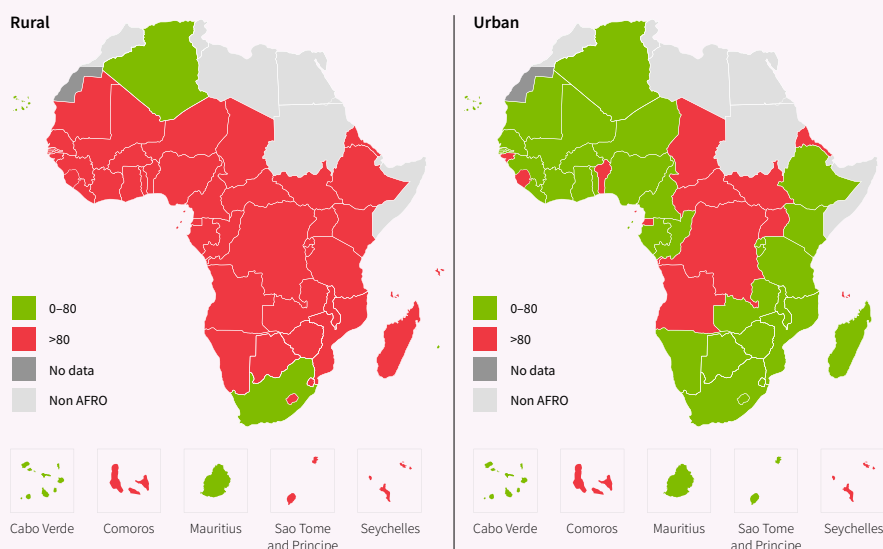 Rural
0–80
>80
No data
Non AFRO
Cabo Verde
Comoros
Mauritius
Sao Tome
and Principe
Seychelles
Urban
0–80
>80
No data
Non AFRO
Cabo Verde
Comoros
Mauritius
Sao Tome
and Principe
Seychelles